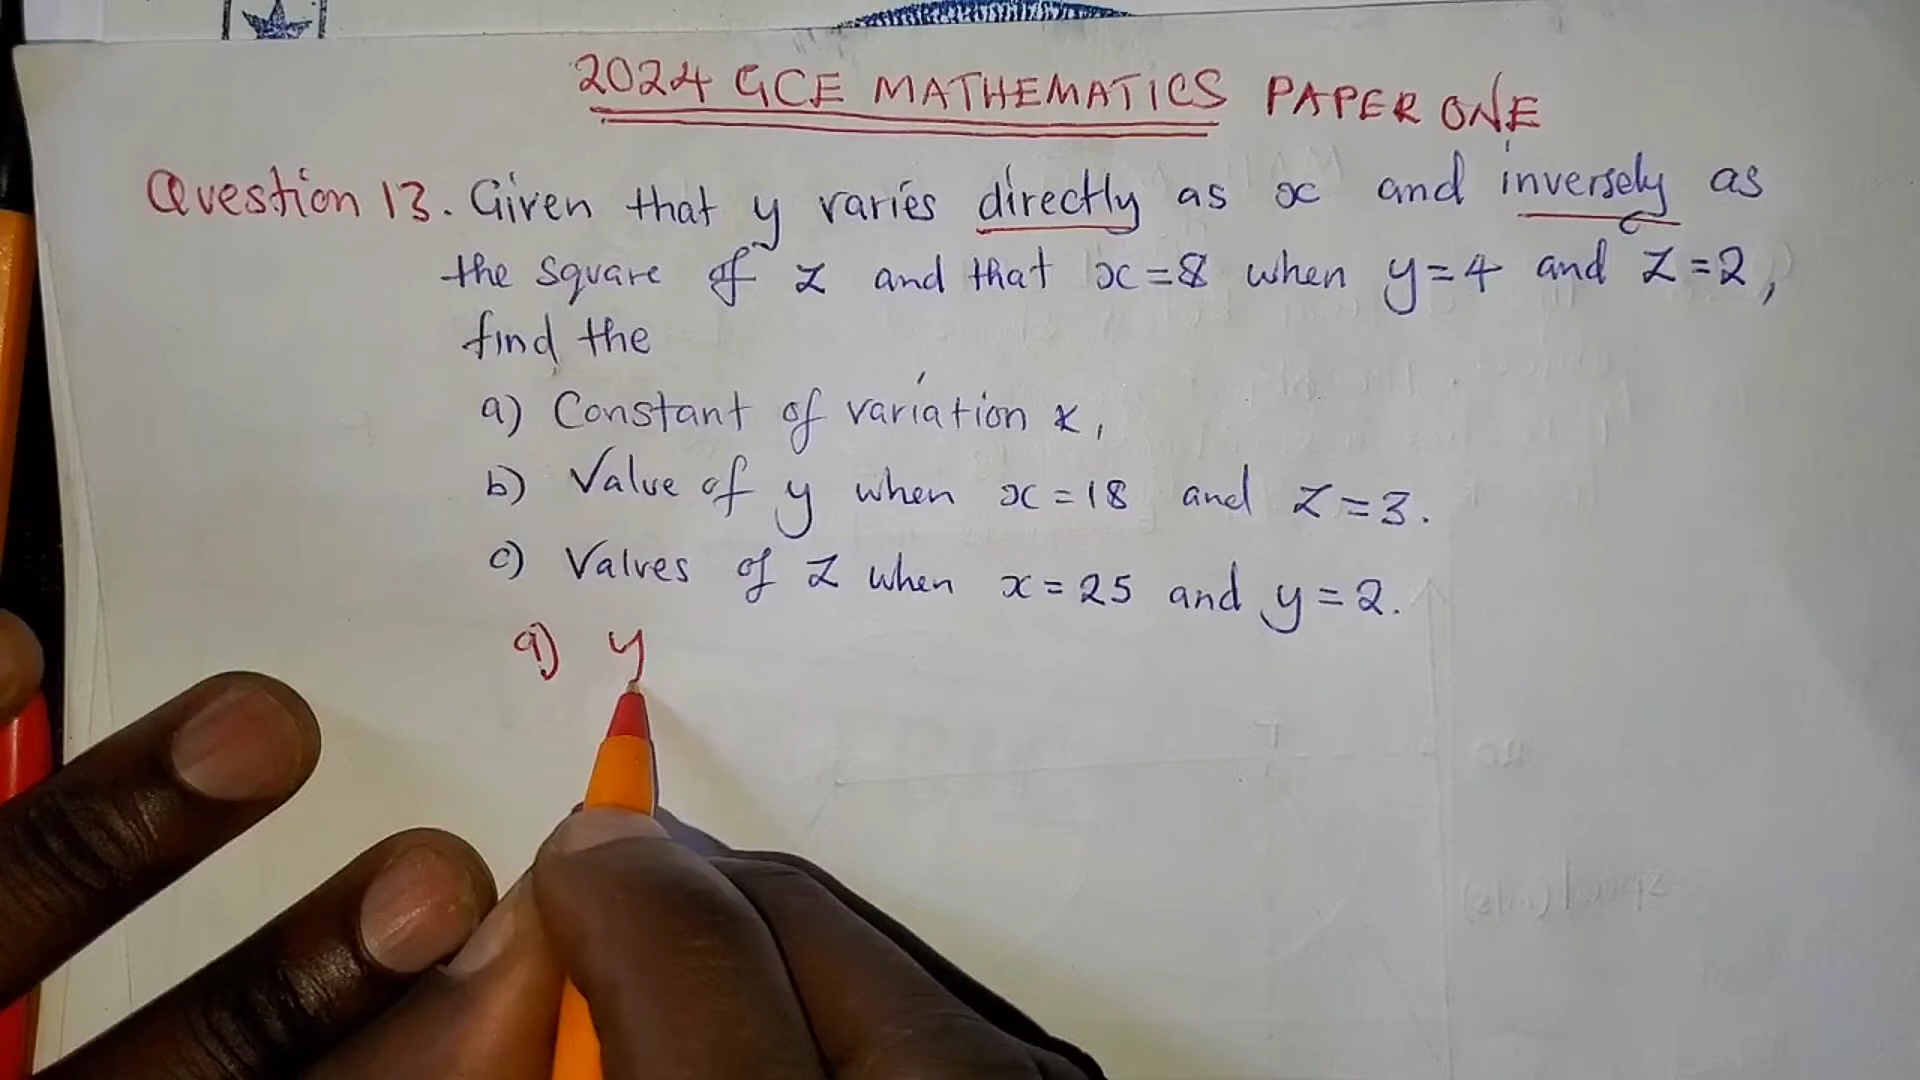 2024 GCE MATHEMATICS PAPER ONE
Question 13. Given that y varies directly as x and inversely as
the square of z and that x=8 when y=4 and z=2,
find the
a) Constant of variation k,
b) Value of y when x=18 and z=3.
c) Values of z when x=25 and y=2.
a) y